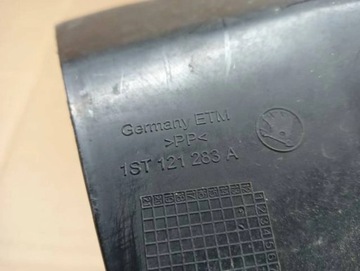 Germany ETM
>PP<
1ST 121 283 A